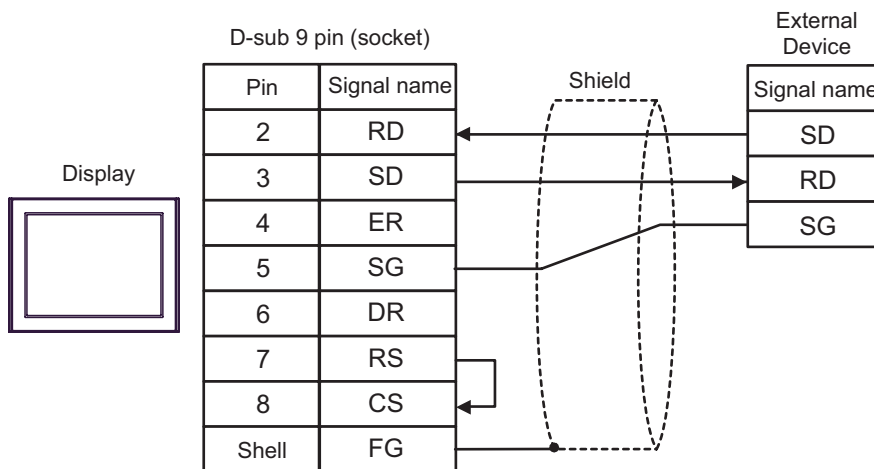 External
Device
D-sub 9 pin (socket)
Pin Signal name Shield Signal name
2 RD SD
3 SD RD
Display
4 ER SG
5 SG
6 DR
7 RS
8 CS
Shell FG